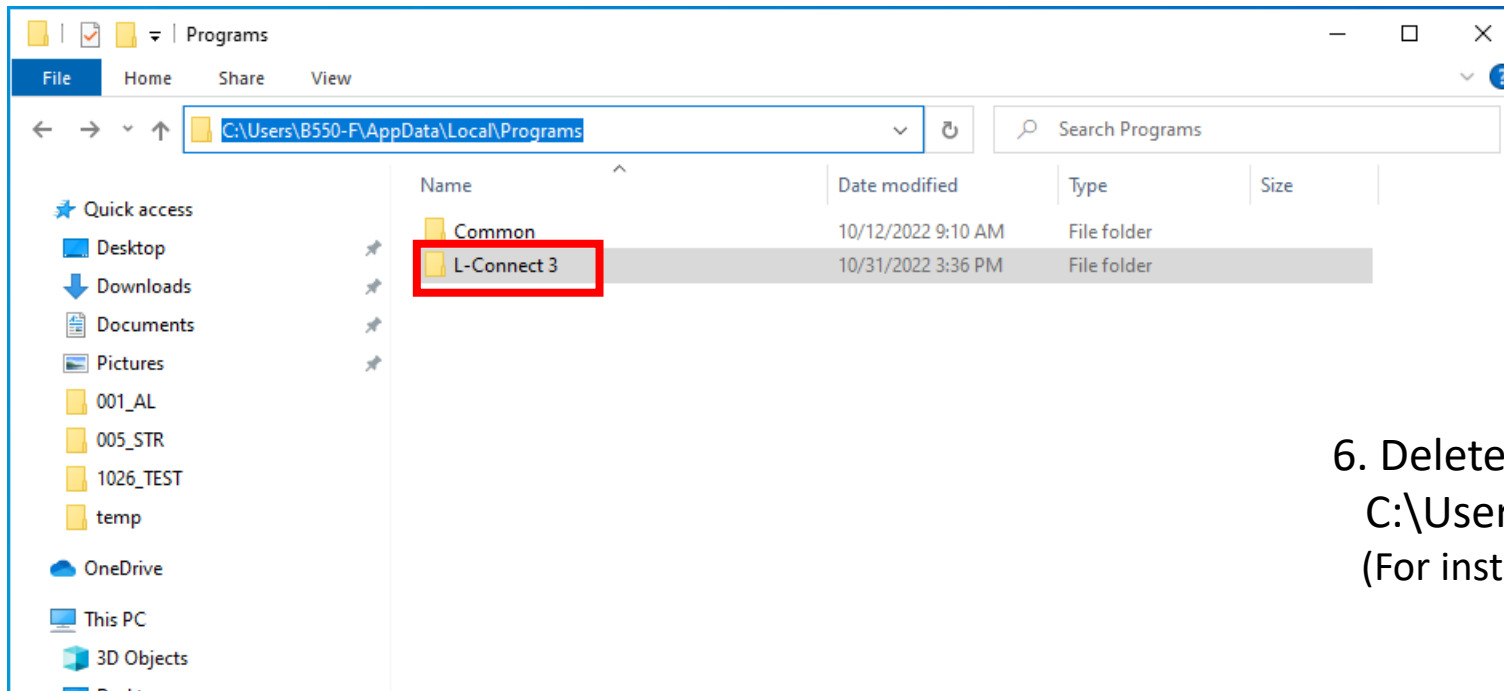 Programs
File Home Share View
C:\Users\B550-F\AppData\Local\Programs
Search Programs
Name Date modified Type Size
Common 10/12/2022 9:10 AM File folder
L-Connect 3 10/31/2022 3:36 PM File folder
Quick access
Desktop
Downloads
Documents
Pictures
001_AL
005_STR
1026_TEST
temp
OneDrive
This PC
3D Objects
6. Delete
C:\User
(For inst